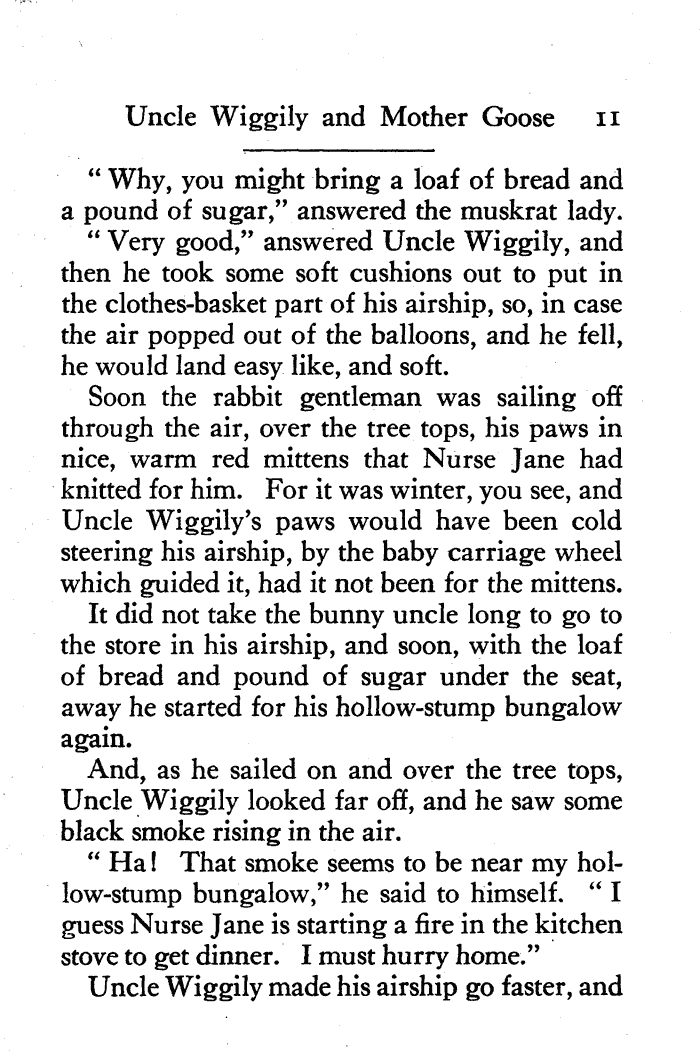 Uncle Wiggily and Mother Goose 11
“ Why, you might bring a loaf of bread and
a pound of sugar,” answered the muskrat lady.
“ Very good,” answered Uncle Wiggily, and
then he took some soft cushions out to put in
the clothes-basket part of his airship, so, in case
the air popped out of the balloons, and he fell,
he would land easy like, and soft.
Soon the rabbit gentleman was sailing off
through the air, over the tree tops, his paws in
nice, warm red mittens that Nurse Jane had
knitted for him. For it was winter, you see, and
Uncle Wiggily’s paws would have been cold
steering his airship, by the baby carriage wheel
which guided it, had it not been for the mittens.
It did not take the bunny uncle long to go to
the store in his airship, and soon, with the loaf
of bread and pound of sugar under the seat,
away he started for his hollow-stump bungalow
again.
And, as he sailed on and over the tree tops,
Uncle Wiggily looked far off, and he saw some
black smoke rising in the air.
“ Ha! That smoke seems to be near my hol-
low-stump bungalow,” he said to himself. “ I
guess Nurse Jane is starting a fire in the kitchen
stove to get dinner. I must hurry home.”
Uncle Wiggily made his airship go faster, and